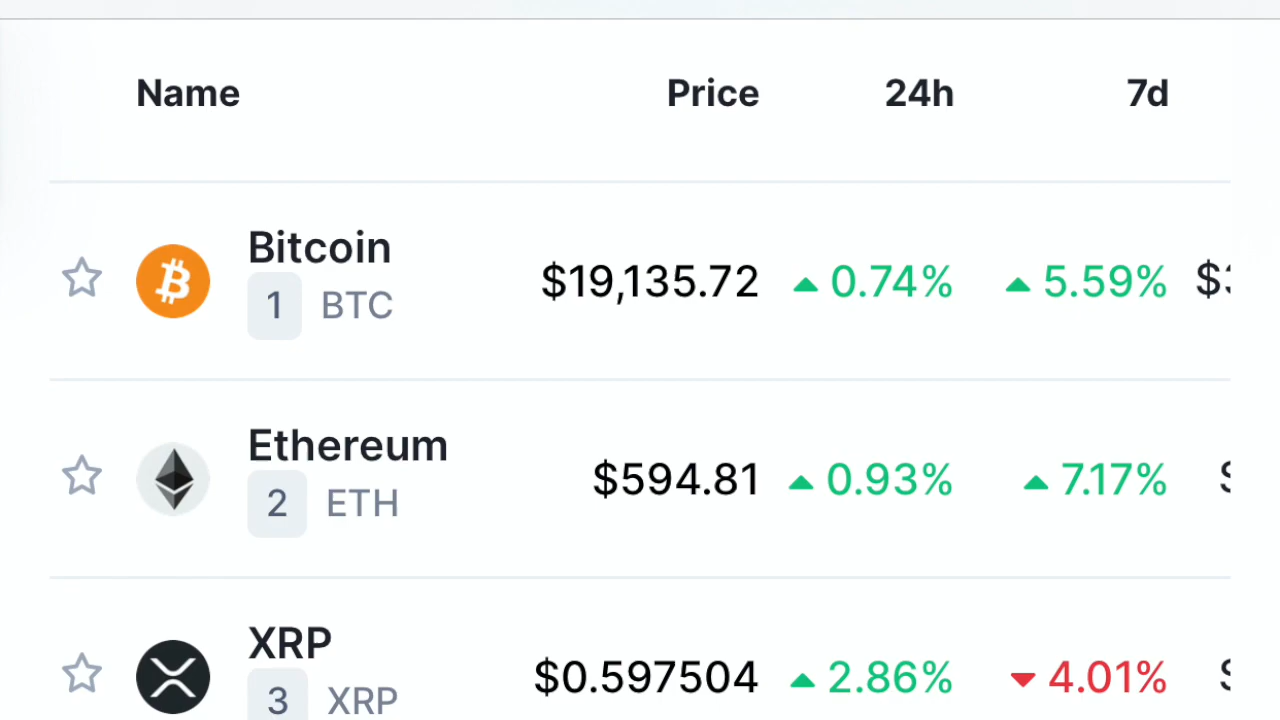 Name Price 24h 7d
Bitcoin
1 BTC $19,135.72 0.74% 5.59%
Ethereum
2 ETH $594.81 0.93% 7.17% $
XRP
3 XRP $0.597504 2.86% 4.01% $